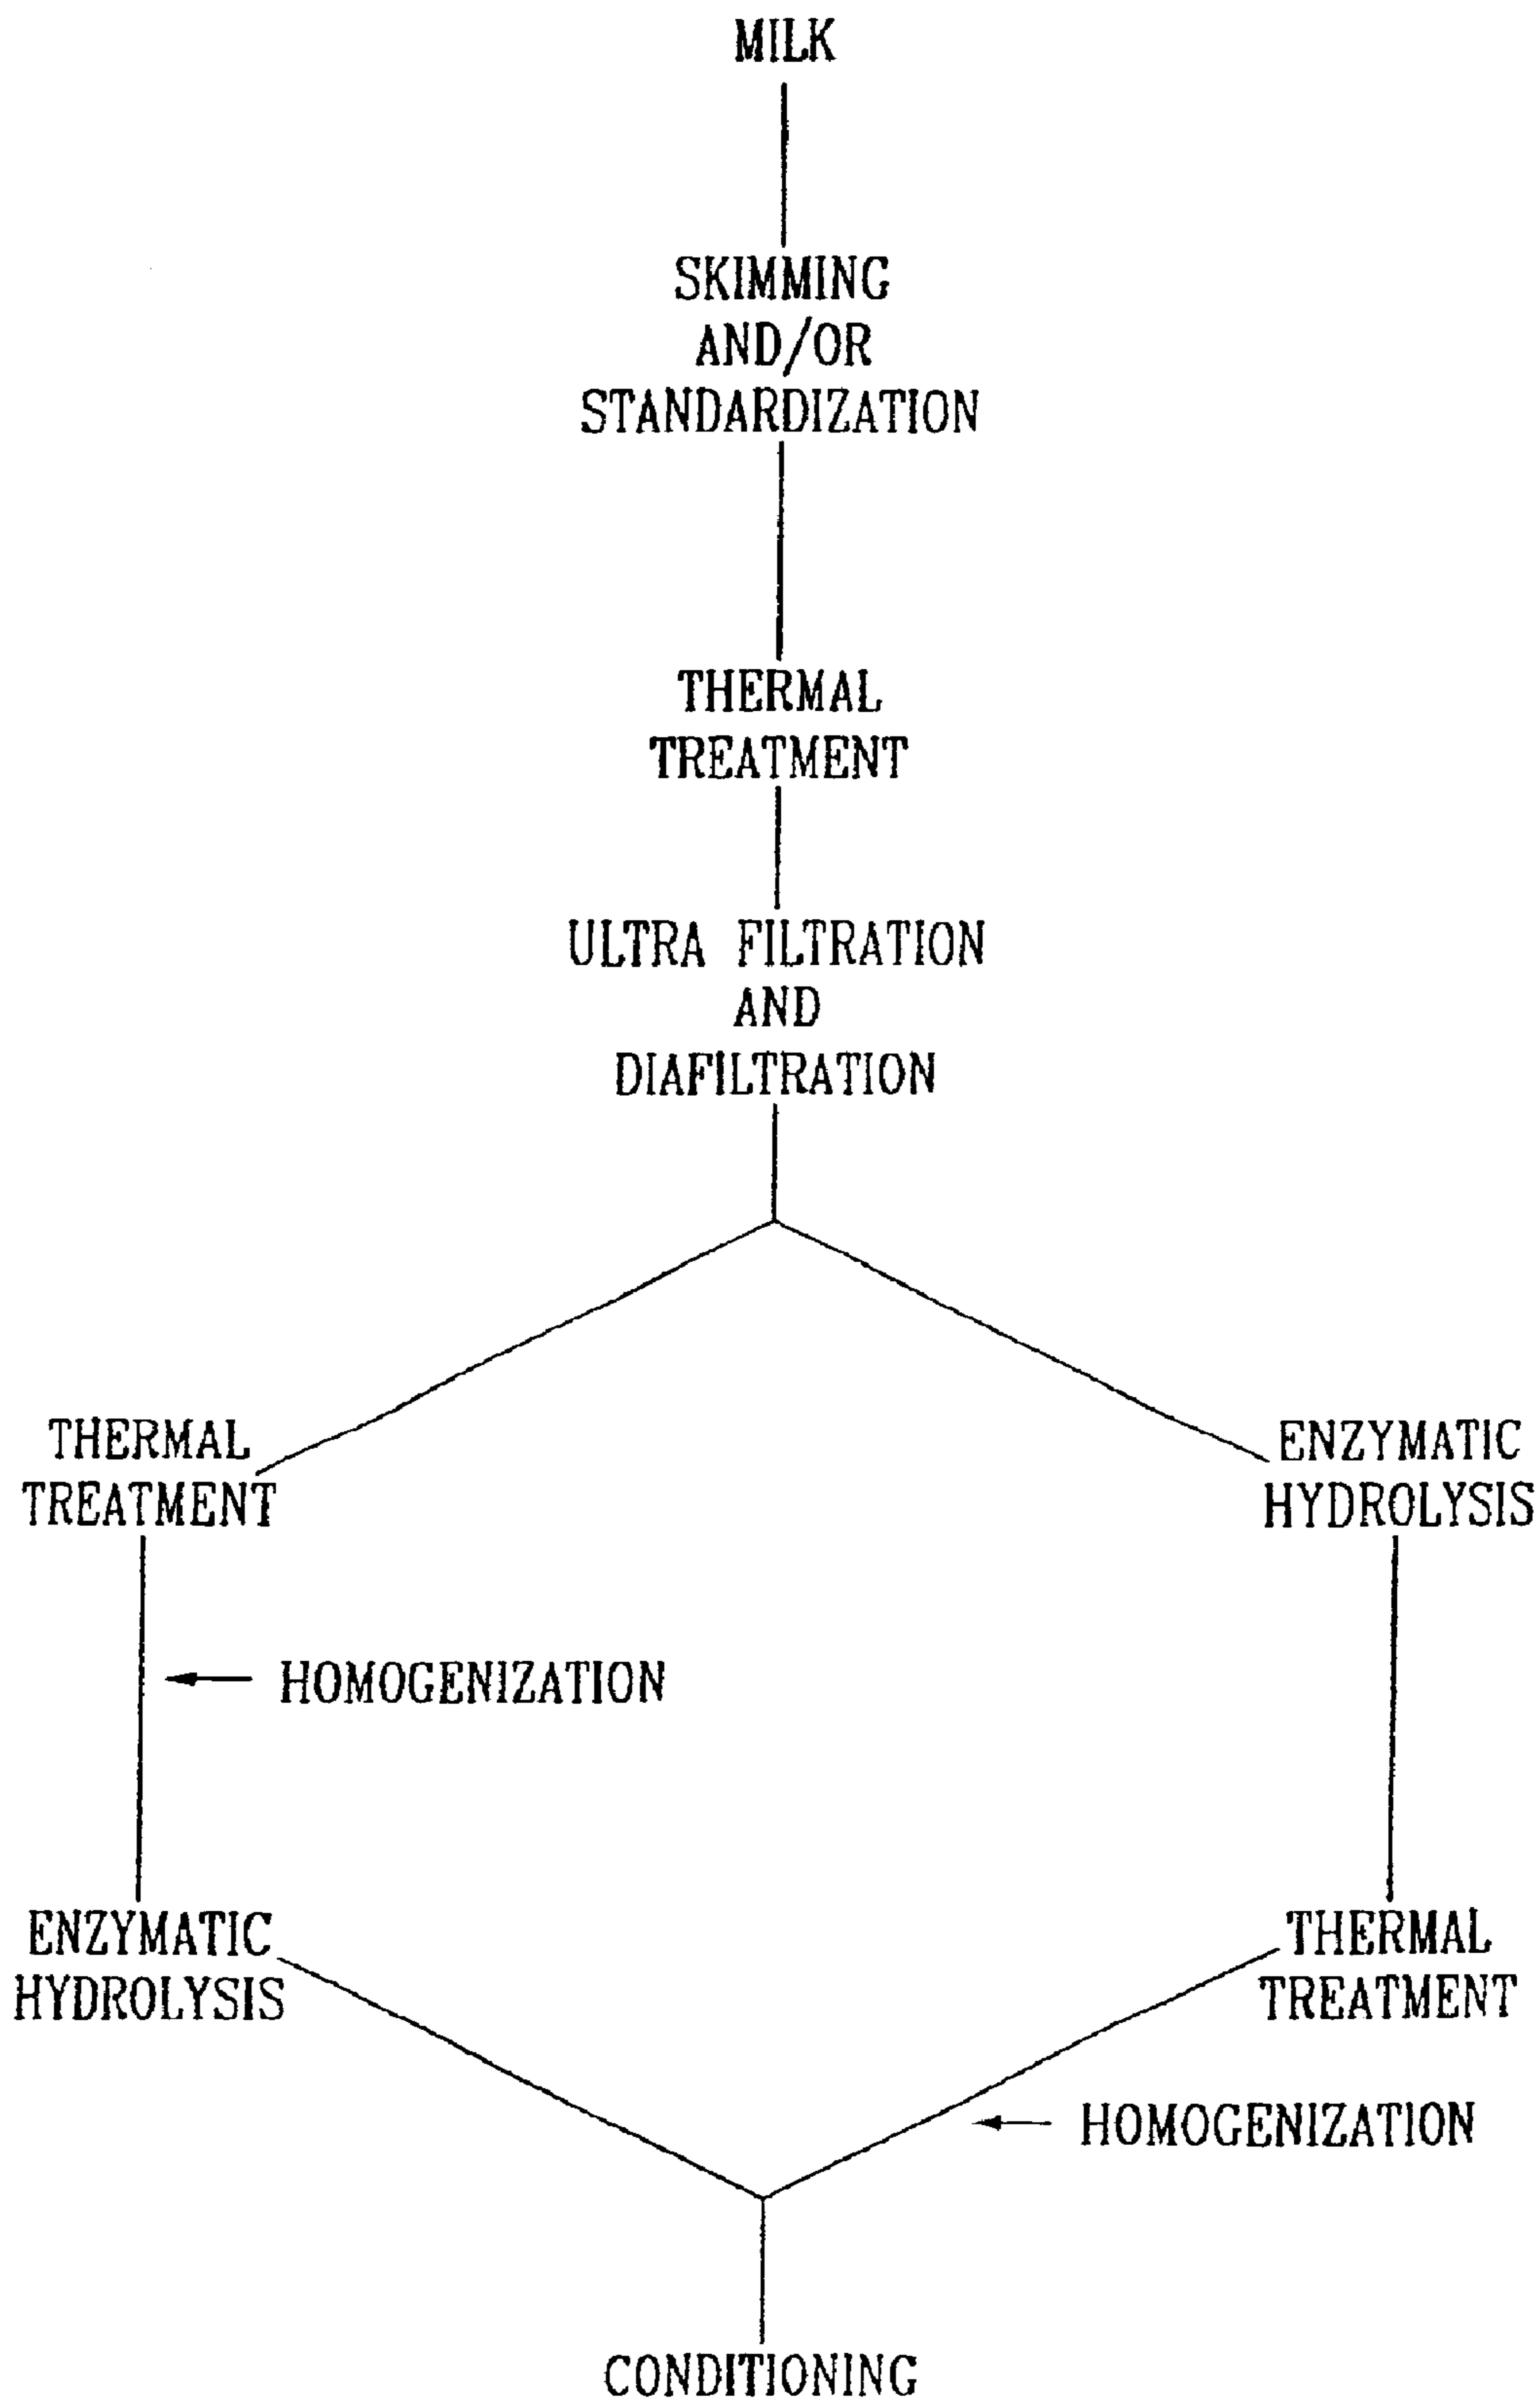 MILK
SKIMMING
AND/OR
STANDARDIZATION
THERMAL
TREATMENT
ULTRA FILTRATION
AND
DIAFILTRATION
THERMAL
TREATMENT
ENZYMATIC
HYDROLYSIS
HOMOGENIZATION
ENZYMATIC
HYDROLYSIS
THERMAL
TREATMENT
HOMOGENIZATION
CONDITIONING